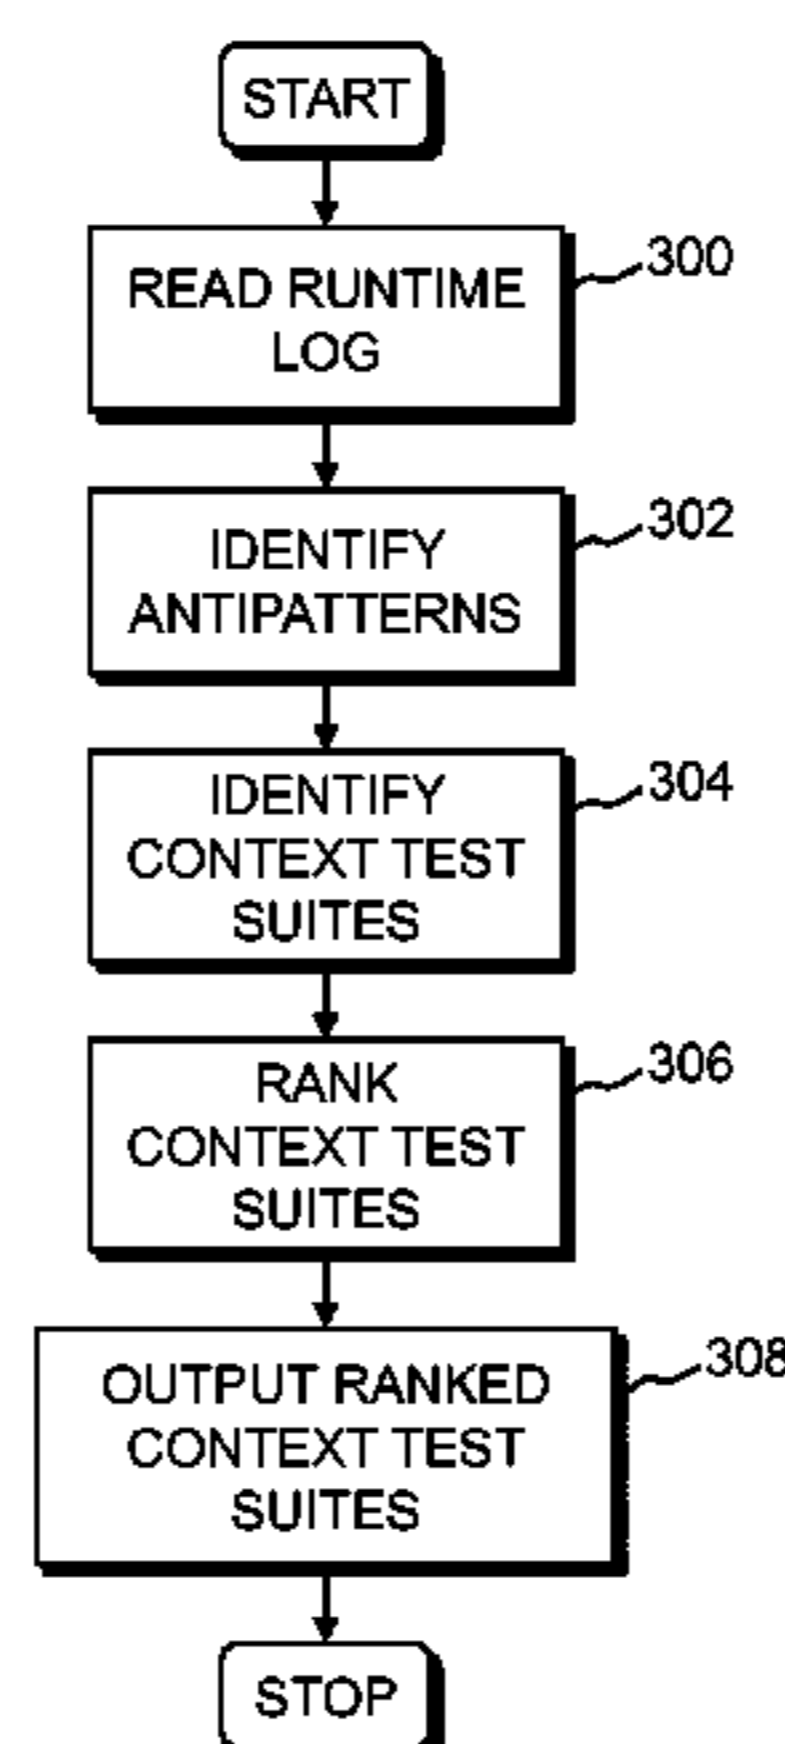 START
READ RUNTIME
LOG
300
IDENTIFY
ANTIPATTERNS
302
IDENTIFY
CONTEXT TEST
SUITES
304
RANK
CONTEXT TEST
SUITES
306
OUTPUT RANKED
CONTEXT TEST
SUITES
308
STOP